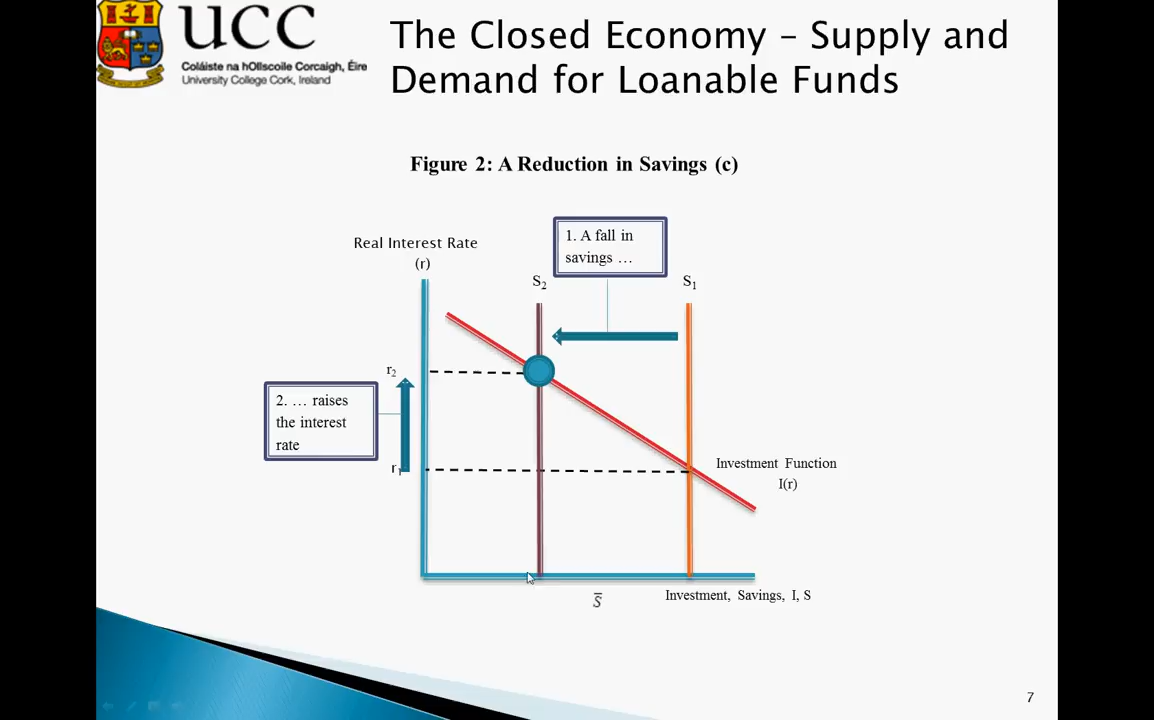 UCC
Coláiste na hOllscoile Corcaigh, Éire
University College Cork, Ireland
The Closed Economy – Supply and
Demand for Loanable Funds
Figure 2: A Reduction in Savings (c)
1. A fall in
savings …
Real Interest Rate
(r)
S₂
S₁
r₂
2. … raises
the interest
rate
r₁
Investment Function
I(r)
S̅
Investment, Savings, I, S
7